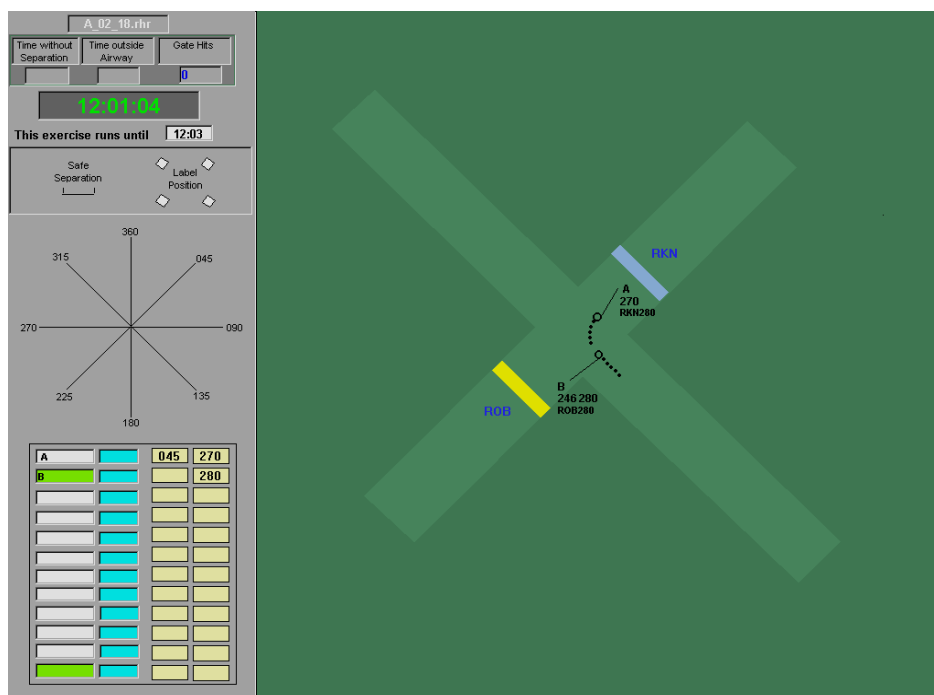 A_02_18.rhr
Time without
Separation
Time outside
Airway
Gate Hits
0
12:01:04
This exercise runs until 12:03
Safe
Separation
Label
Position
360
315
045
270
090
225
135
180
A 045 270
B 280
RKN
A
270
RKN280
B
246 280
ROB280
ROB